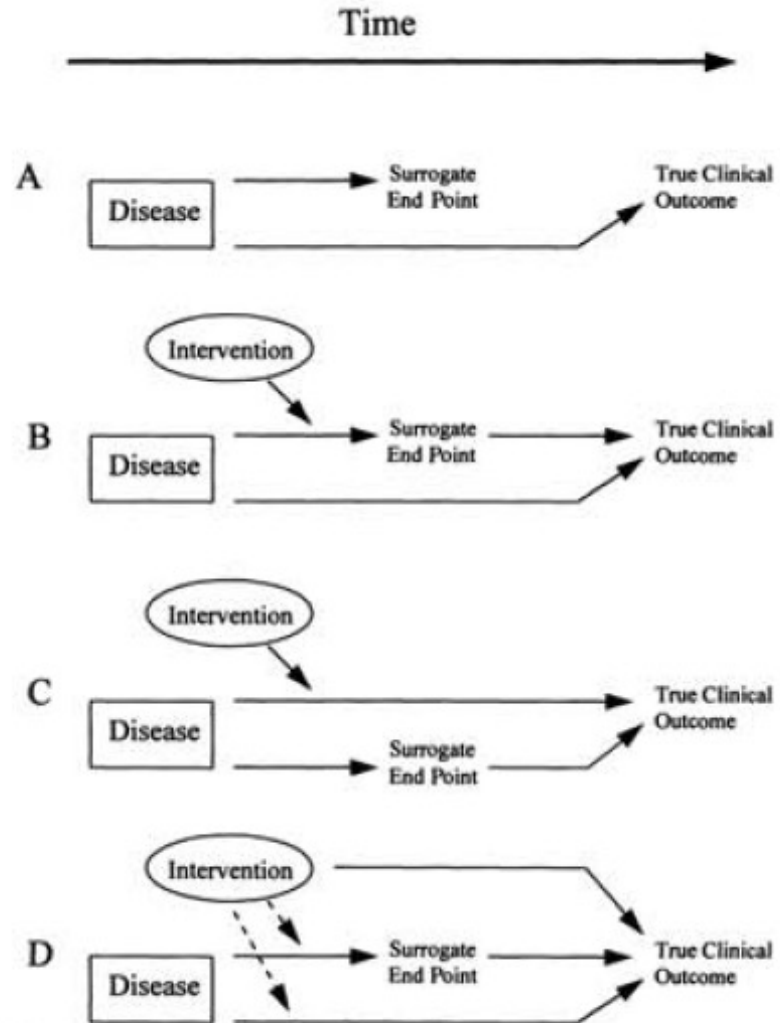 Time
A
Disease
Surrogate
End Point
True Clinical
Outcome
Intervention
B
Disease
Surrogate
End Point
True Clinical
Outcome
Intervention
C
Disease
Surrogate
End Point
True Clinical
Outcome
Intervention
D
Disease
Surrogate
End Point
True Clinical
Outcome